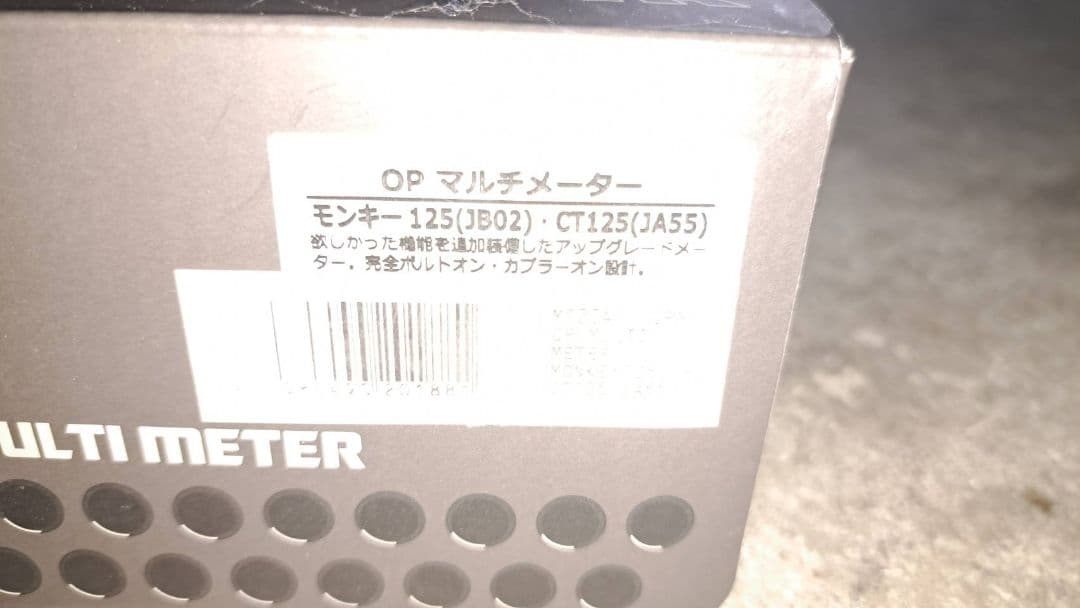 OP マルチメーター
モンキー125(JB02)・CT125(JA55)
欲しかった機能を追加装備したアップグレードメー
ター。完全ボルトオン・カプラーオン設計。
ULTI METER